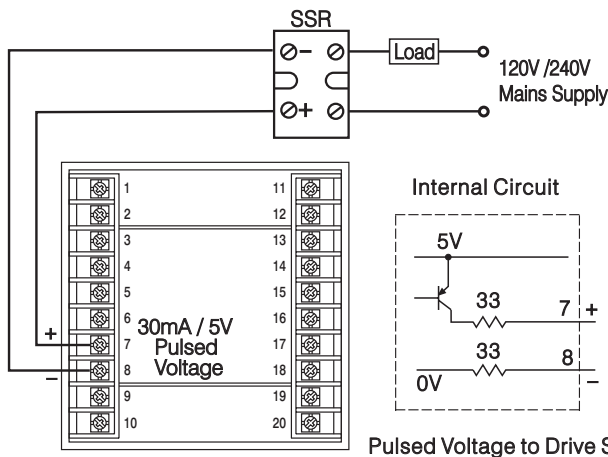 SSR
− Load
120V /240V
Mains Supply
+
1 11
2 12
3 13
4 14
5 15
6 16
30mA / 5V
Pulsed
Voltage
+ 7 17
− 8 18
9 19
10 20
Internal Circuit
5V
33 7 +
33 8
0V −
Pulsed Voltage to Drive S